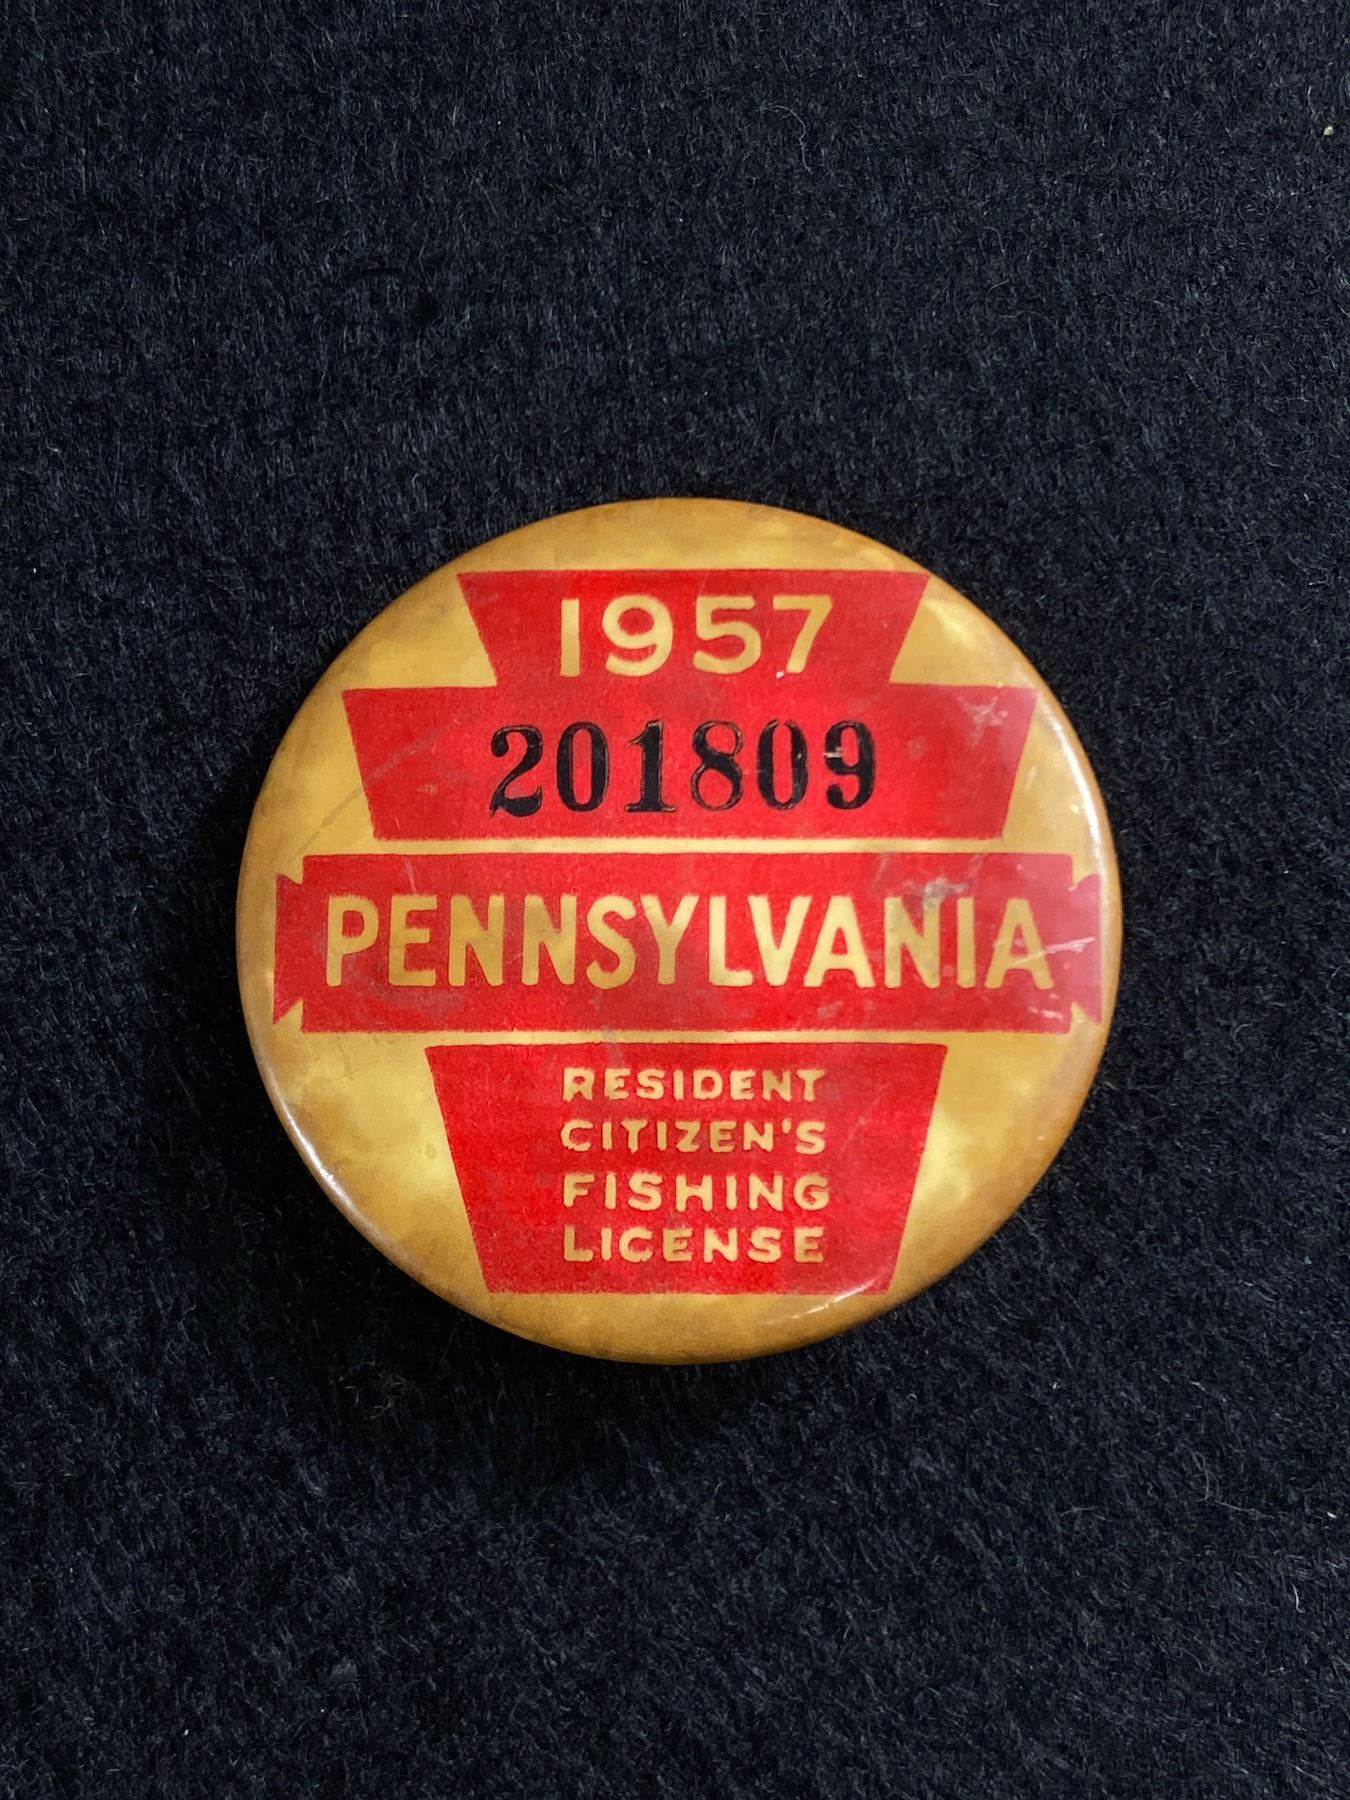 1957
201809
PENNSYLVANIA
RESIDENT
CITIZEN'S
FISHING
LICENSE